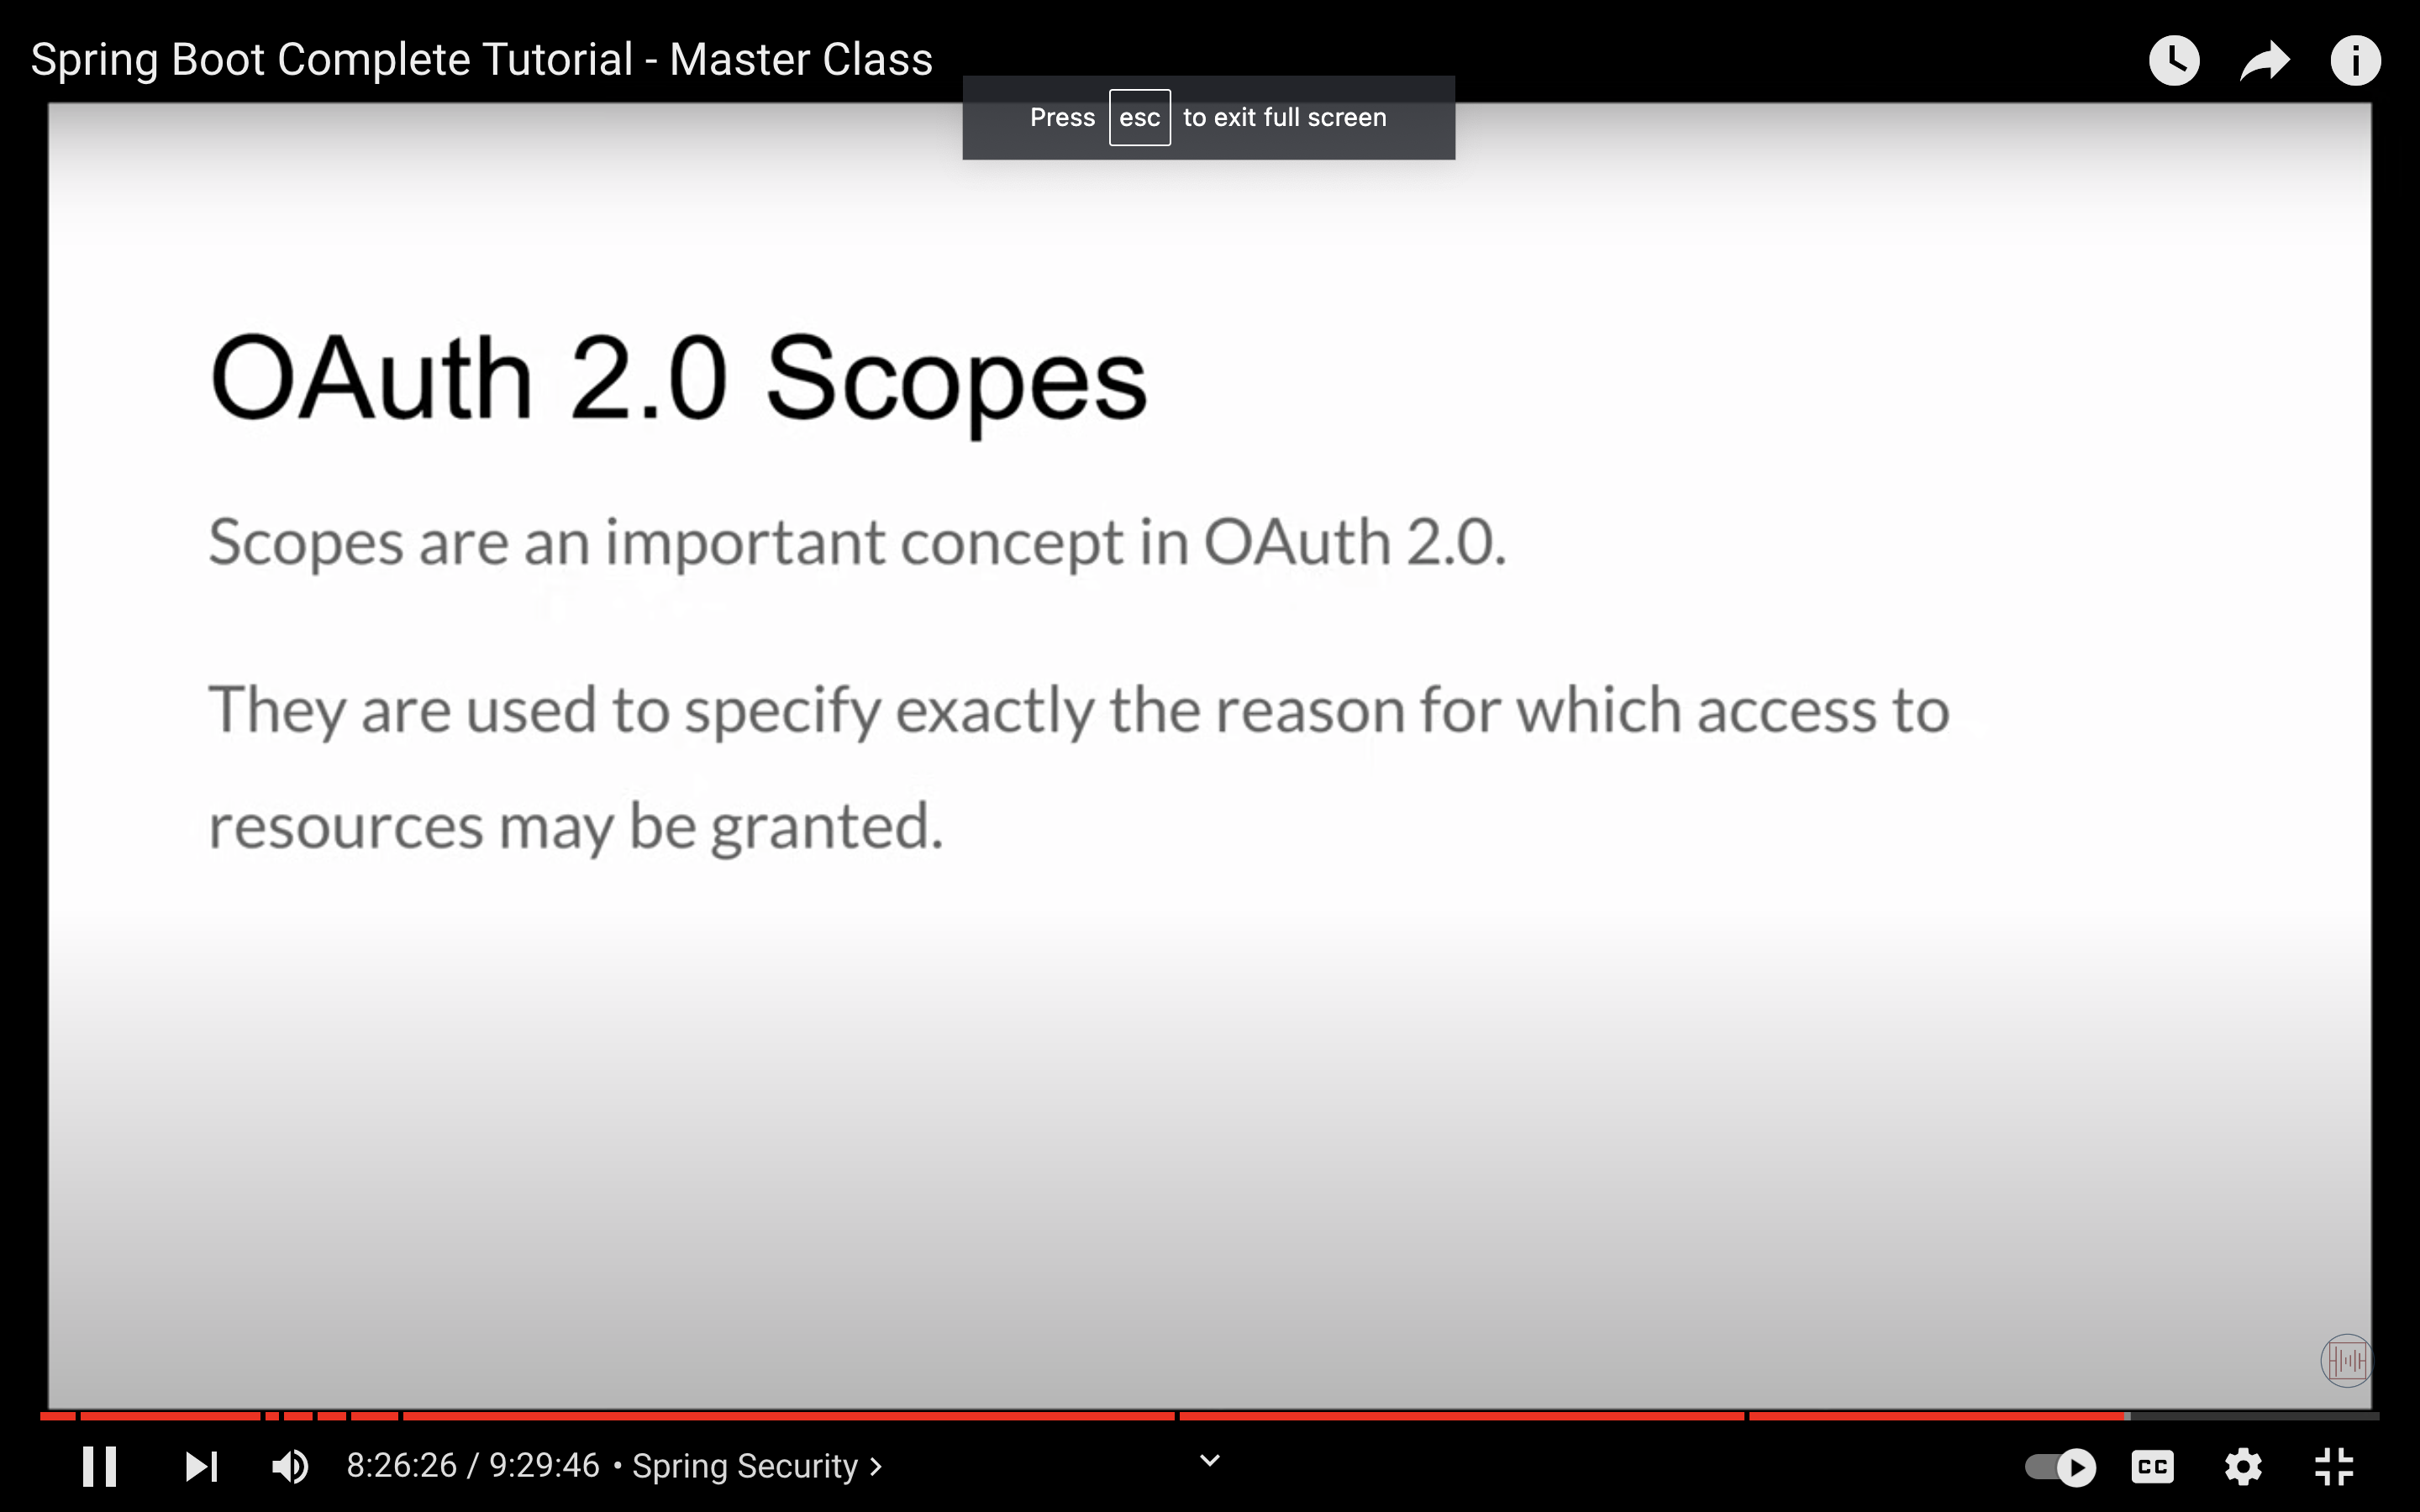 Spring Boot Complete Tutorial - Master Class
Press esc to exit full screen
OAuth 2.0 Scopes
Scopes are an important concept in OAuth 2.0.
They are used to specify exactly the reason for which access to
resources may be granted.
8:26:26 / 9:29:46 • Spring Security >
CC